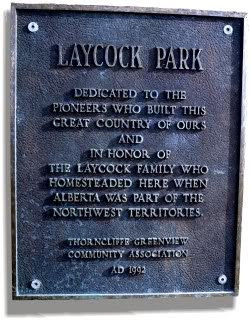 LAYCOCK PARK
DEDICATED TO THE
PIONEERS WHO BUILT THIS
GREAT COUNTRY OF OURS
AND
IN HONOR OF
THE LAYCOCK FAMILY WHO
HOMESTEADED HERE WHEN
ALBERTA WAS PART OF THE
NORTHWEST TERRITORIES.
THORNCLIFFE GREENVIEW
COMMUNITY ASSOCIATION
AD 1992